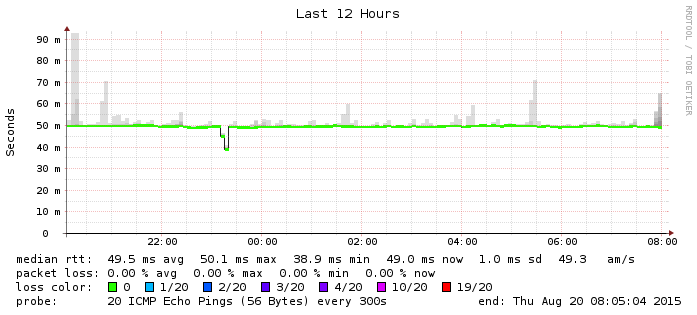 Last 12 Hours
RRDTOOL / TOBI OETIKER
Seconds
90 m
80 m
70 m
60 m
50 m
40 m
30 m
20 m
10 m
0
22:00 00:00 02:00 04:00 06:00 08:00
median rtt: 49.5 ms avg 50.1 ms max 38.9 ms min 49.0 ms now 1.0 ms sd 49.3 am/s
packet loss: 0.00 % avg 0.00 % max 0.00 % min 0.00 % now
loss color: 0 1/20 2/20 3/20 4/20 10/20 19/20
probe: 20 ICMP Echo Pings (56 Bytes) every 300s end: Thu Aug 20 08:05:04 2015